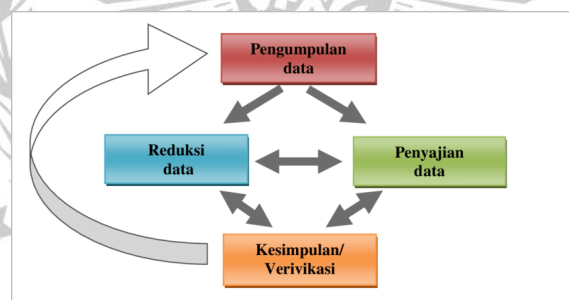 Pengumpulan
data
Reduksi
data
Penyajian
data
Kesimpulan/
Verivikasi